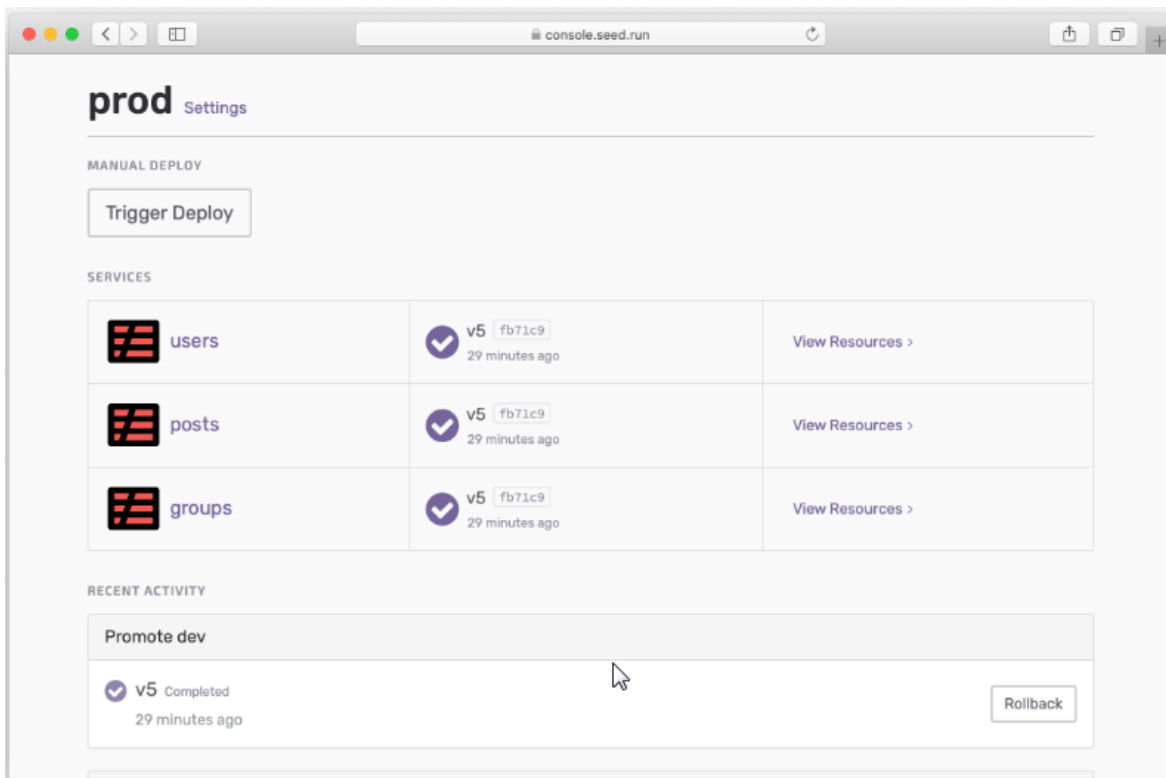 console.seed.run
prod Settings
MANUAL DEPLOY
Trigger Deploy
SERVICES
users v5 fb71c9 View Resources >
29 minutes ago
posts v5 fb71c9 View Resources >
29 minutes ago
groups v5 fb71c9 View Resources >
29 minutes ago
RECENT ACTIVITY
Promote dev
v5 Completed
29 minutes ago
Rollback